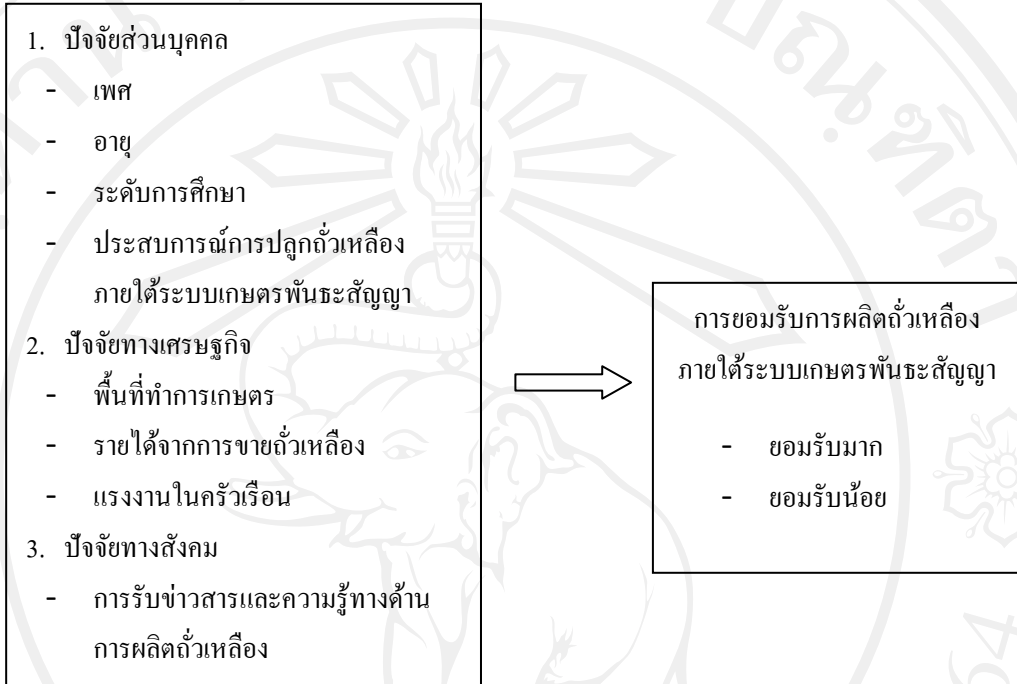 1. ปัจจัยส่วนบุคคล
- เพศ
- อายุ
- ระดับการศึกษา
- ประสบการณ์การปลูกถั่วเหลือง
ภายใต้ระบบเกษตรพันธะสัญญา
2. ปัจจัยทางเศรษฐกิจ
- พื้นที่ทำการเกษตร
- รายได้จากการขายถั่วเหลือง
- แรงงานในครัวเรือน
3. ปัจจัยทางสังคม
- การรับข่าวสารและความรู้ทางด้าน
การผลิตถั่วเหลือง
การยอมรับการผลิตถั่วเหลือง
ภายใต้ระบบเกษตรพันธะสัญญา
- ยอมรับมาก
- ยอมรับน้อย